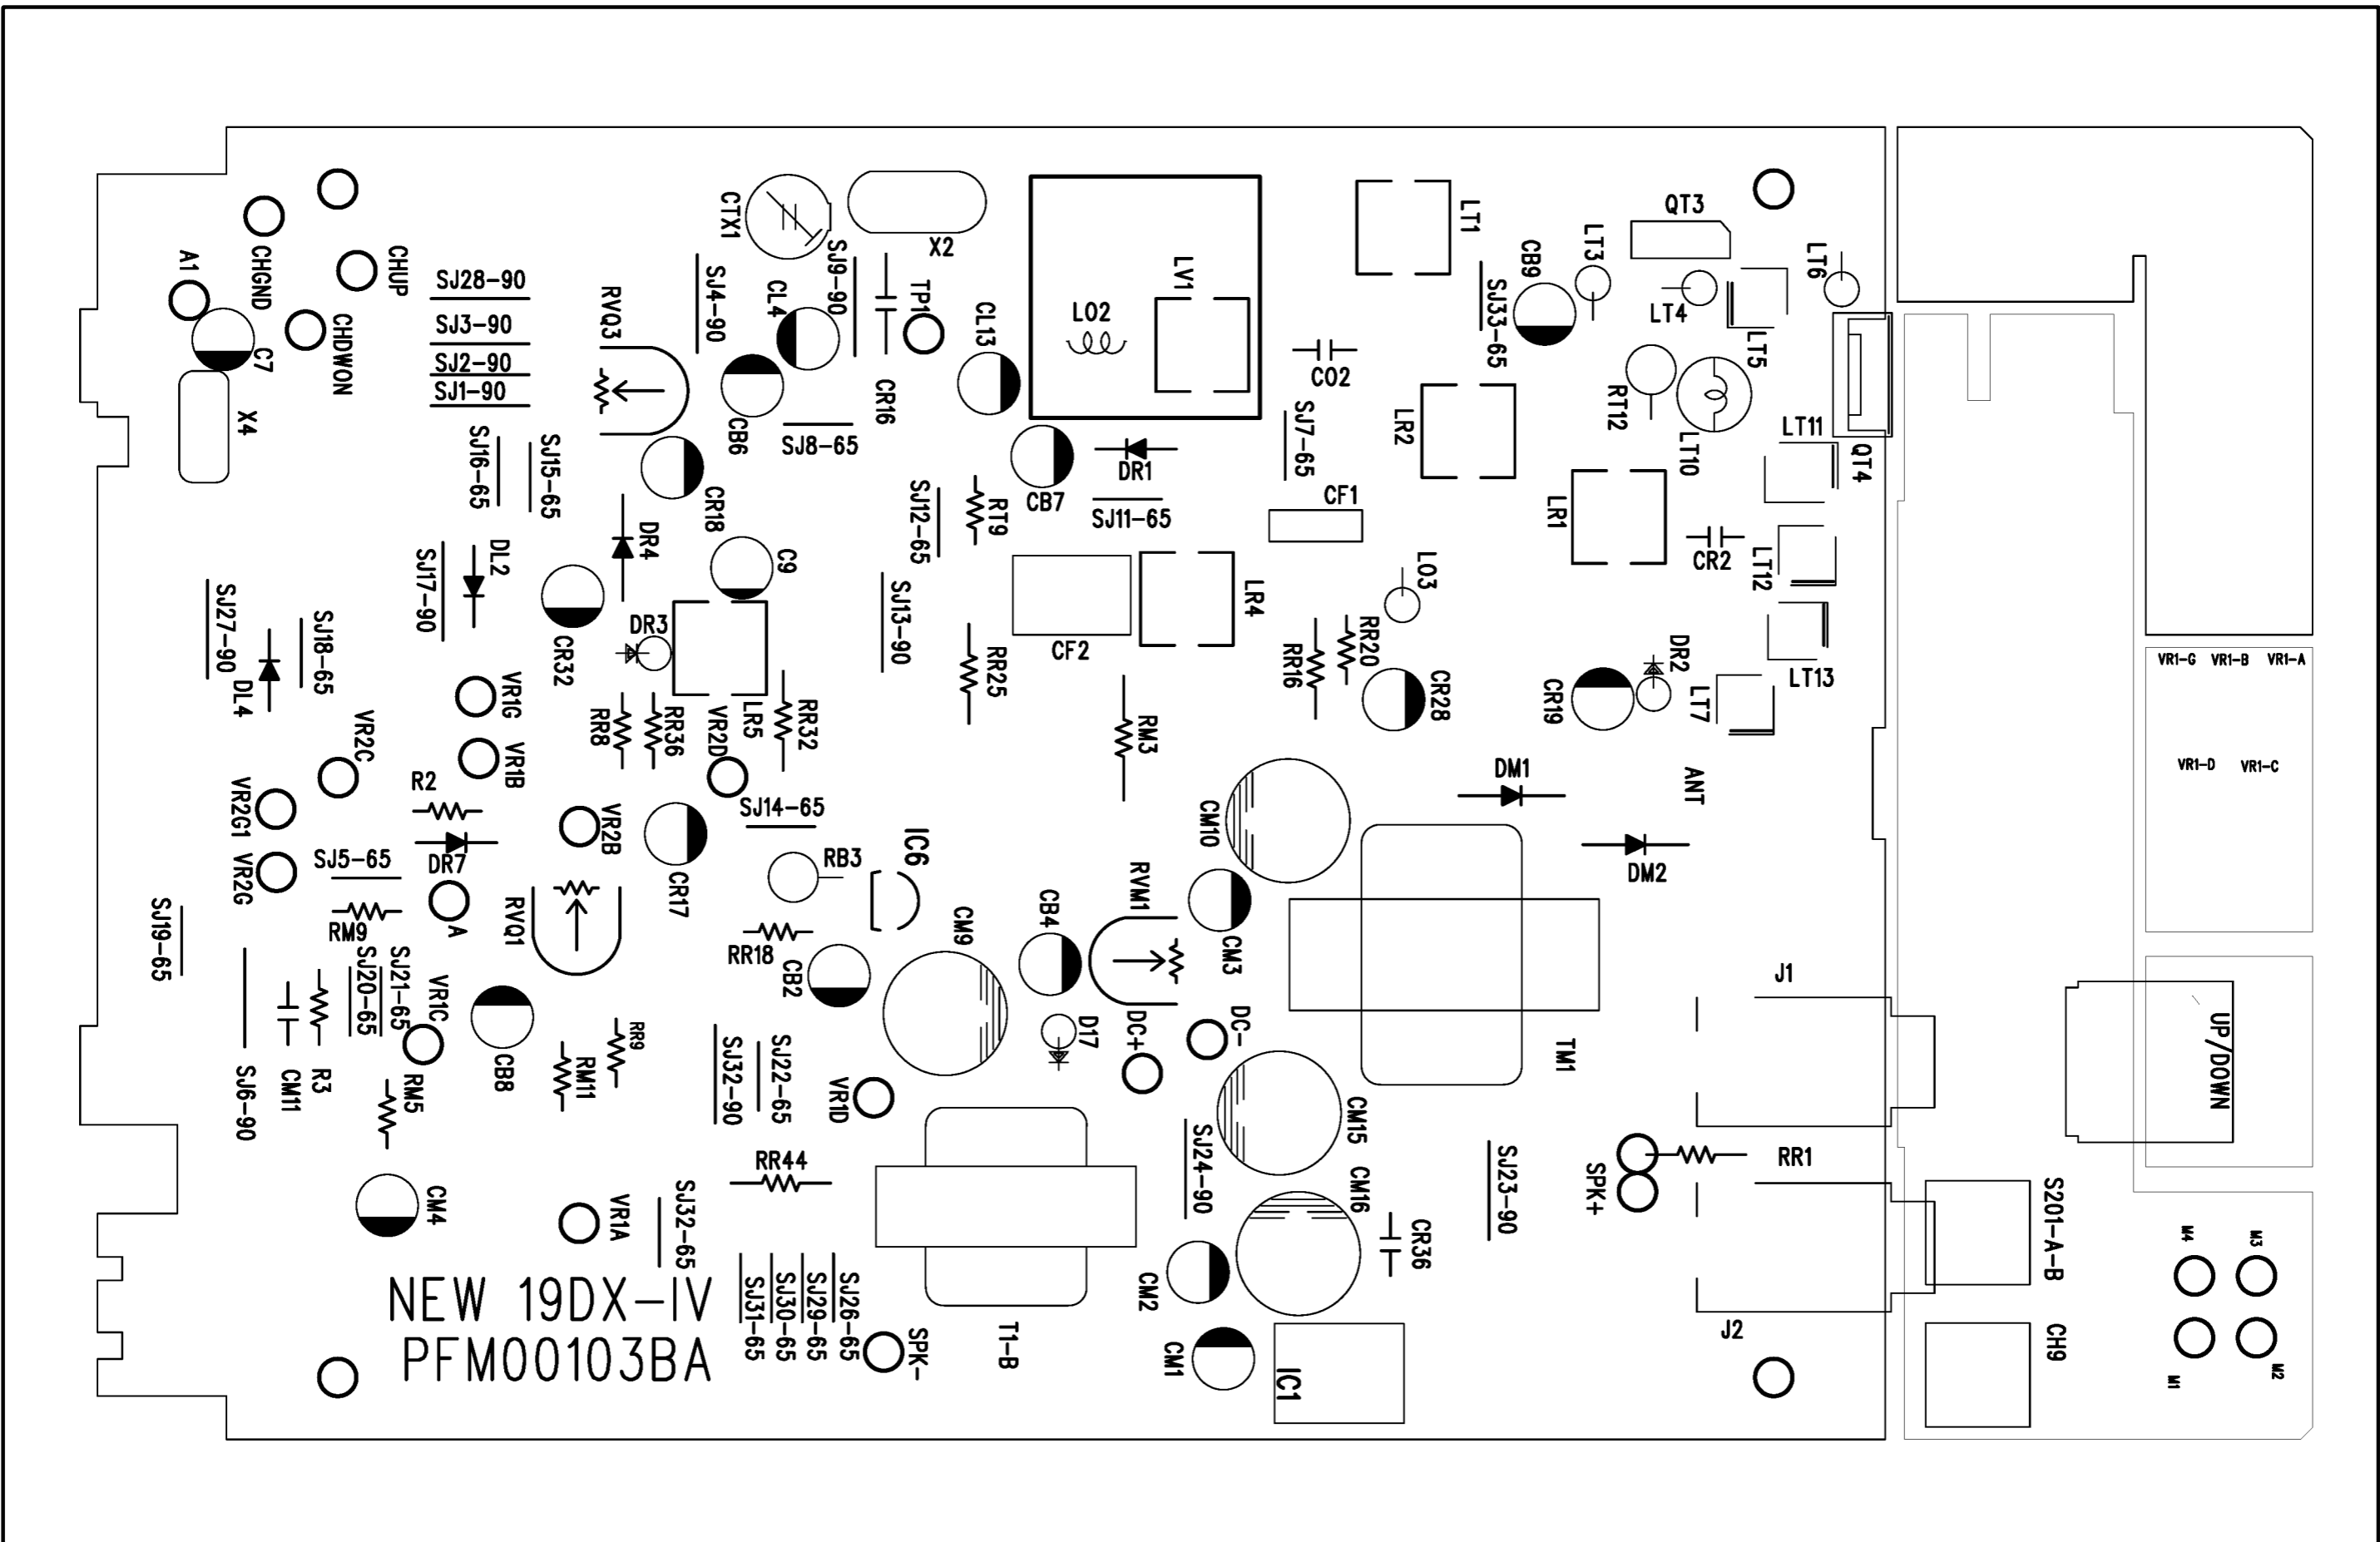 QT3
LT1
LT3
CB9
LT6
CTX1
X2
A1
CHGND
CHUP
SJ28-90
SJ3-90
SJ2-90
SJ1-90
CHDWON
C7
X4
RVQ3
SJ4-90
CL4
SJ9-90
TP1
CL13
LO2
LV1
SJ33-65
LT4
LT5
CO2
RT12
LT10
LT11
QT4
CB6
SJ8-65
CR16
CB7
DR1
SJ11-65
SJ7-65
CF1
LR2
LR1
CR2
LT12
SJ16-65
SJ15-65
CR18
DR4
C9
SJ12-65
RT9
SJ17-90
DL2
SJ27-90
DL4
SJ18-65
CR32
DR3
SJ13-90
RR25
CF2
LR4
LO3
RR16
RR20
CR28
CR19
DR2
LT7
LT13
VR1-G
VR1-B
VR1-A
VR1-D
VR1-C
VR1G
VR1B
VR2C
RR8
RR36
VR2D
LR5
RR32
RM3
DM1
ANT
DM2
R2
VR2G1
VR2G
SJ5-65
DR7
VR2B
CR17
SJ14-65
RB3
IC6
CM10
RVM1
CM3
SJ19-65
RM9
A
RVQ1
RR18
CB2
CM9
CB4
J1
SJ20-65
SJ21-65
VR1C
SJ6-90
CM11
R3
RM5
CB8
RM11
RR9
SJ32-90
SJ22-65
VR1D
D17
DC+
DC-
TM1
UP/DOWN
CM15
CM16
SJ24-90
SJ23-90
SPK+
RR1
CM4
VR1A
SJ32-65
RR44
CR36
S201-A-B
M4
M3
NEW 19DX-IV
PFM00103BA
SJ31-65
SJ30-65
SJ29-65
SJ26-65
SPK-
T1-B
CM2
CM1
IC1
J2
CH9
M1
M2